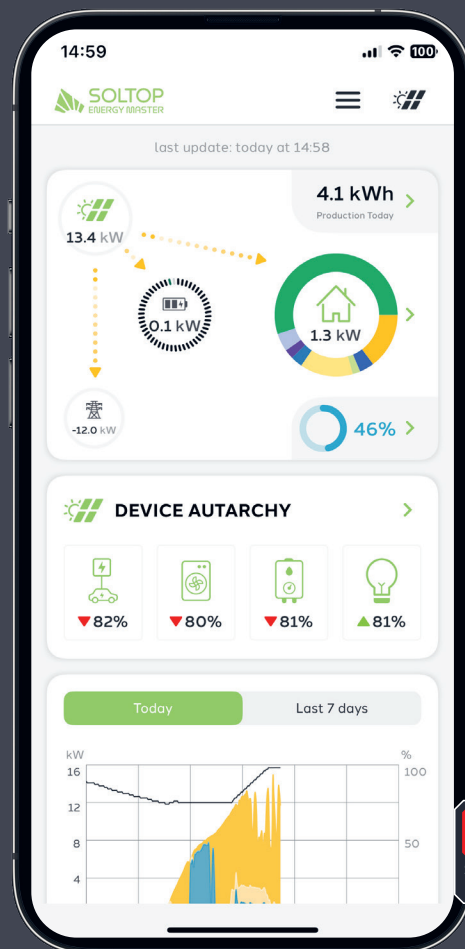 14:59
100
SOLTOP
ENERGY MASTER
last update: today at 14:58
4.1 kWh
Production Today
13.4 kW
0.1 kW
1.3 kW
-12.0 kW
46%
DEVICE AUTARCHY
82%
80%
81%
81%
Today
Last 7 days
kW
%
16
100
12
8
50
4